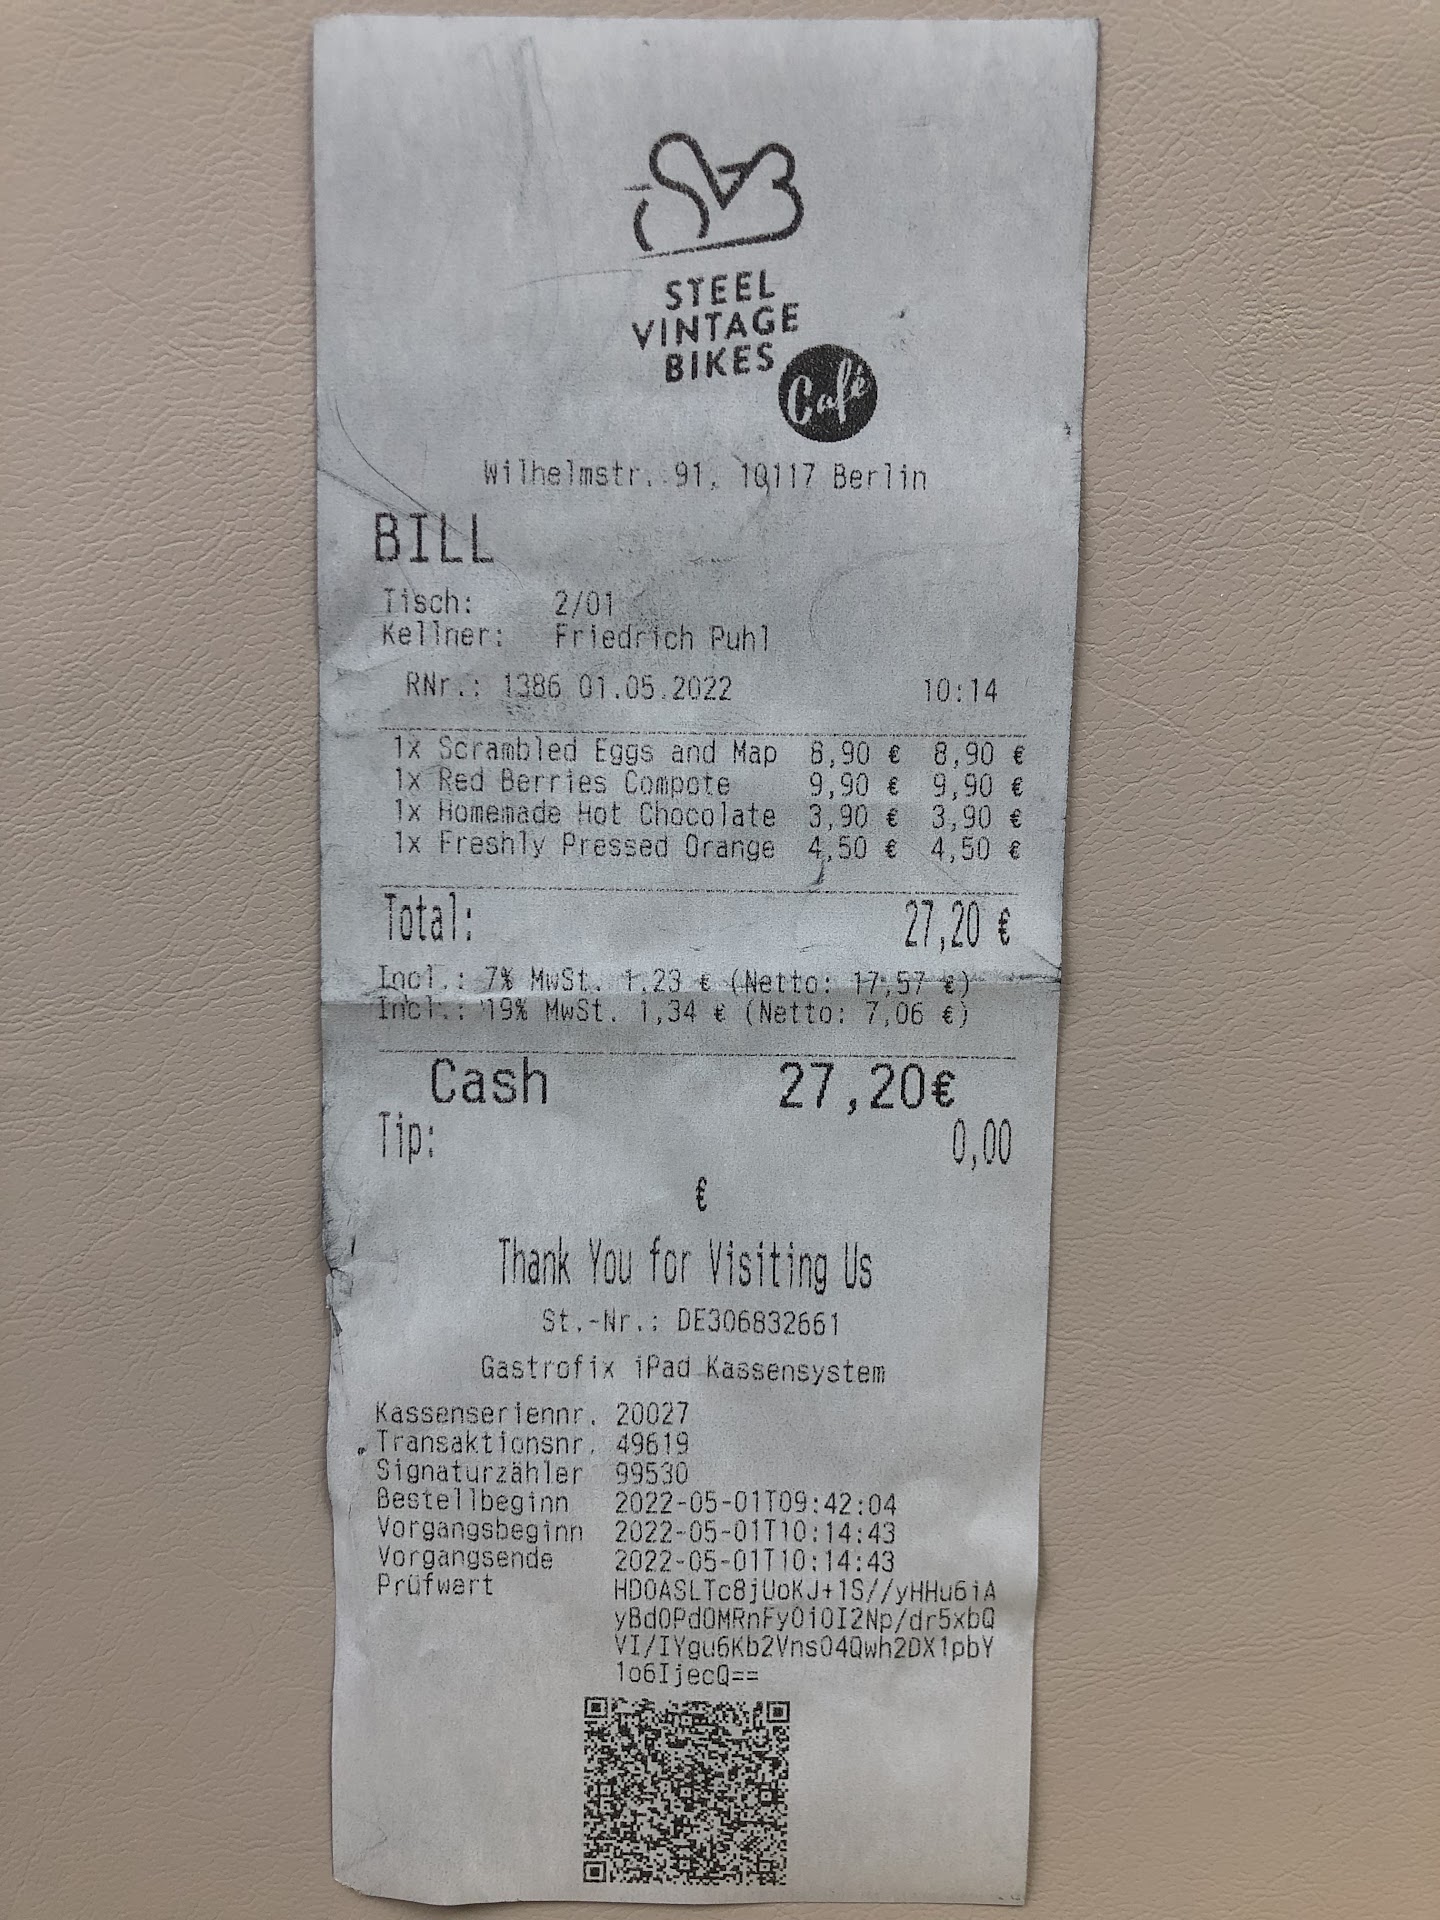 SVB
STEEL
VINTAGE
BIKES
Café
Wilhelmstr. 91, 10117 Berlin
BILL
Tisch: 2/01
Kellner: Friedrich Puhl
RNr.: 1386 01.05.2022 10:14
1x Scrambled Eggs and Map 8,90 € 8,90 €
1x Red Berries Compote 9,90 € 9,90 €
1x Homemade Hot Chocolate 3,90 € 3,90 €
1x Freshly Pressed Orange 4,50 € 4,50 €
Total: 27,20 €
Incl.: 7% MwSt. 1,23 € (Netto: 17,57 €)
Incl.: 19% MwSt. 1,34 € (Netto: 7,06 €)
Cash 27,20€
Tip: 0,00
€
Thank You for Visiting Us
St.-Nr.: DE306832661
Gastrofix iPad Kassensystem
Kassenseriennr. 20027
Transaktionsnr. 49619
Signaturzähler 99530
Bestellbeginn 2022-05-01T09:42:04
Vorgangsbeginn 2022-05-01T10:14:43
Vorgangsende 2022-05-01T10:14:43
Prüfwert HDOASLTc8jUoKJ+1S//yHHu6iA
yBdOPdOMRnFyOiOI2Np/dr5xbQ
VI/IYgu6Kb2VnsO4Qwh2DX1pbY
1o6IjecQ==